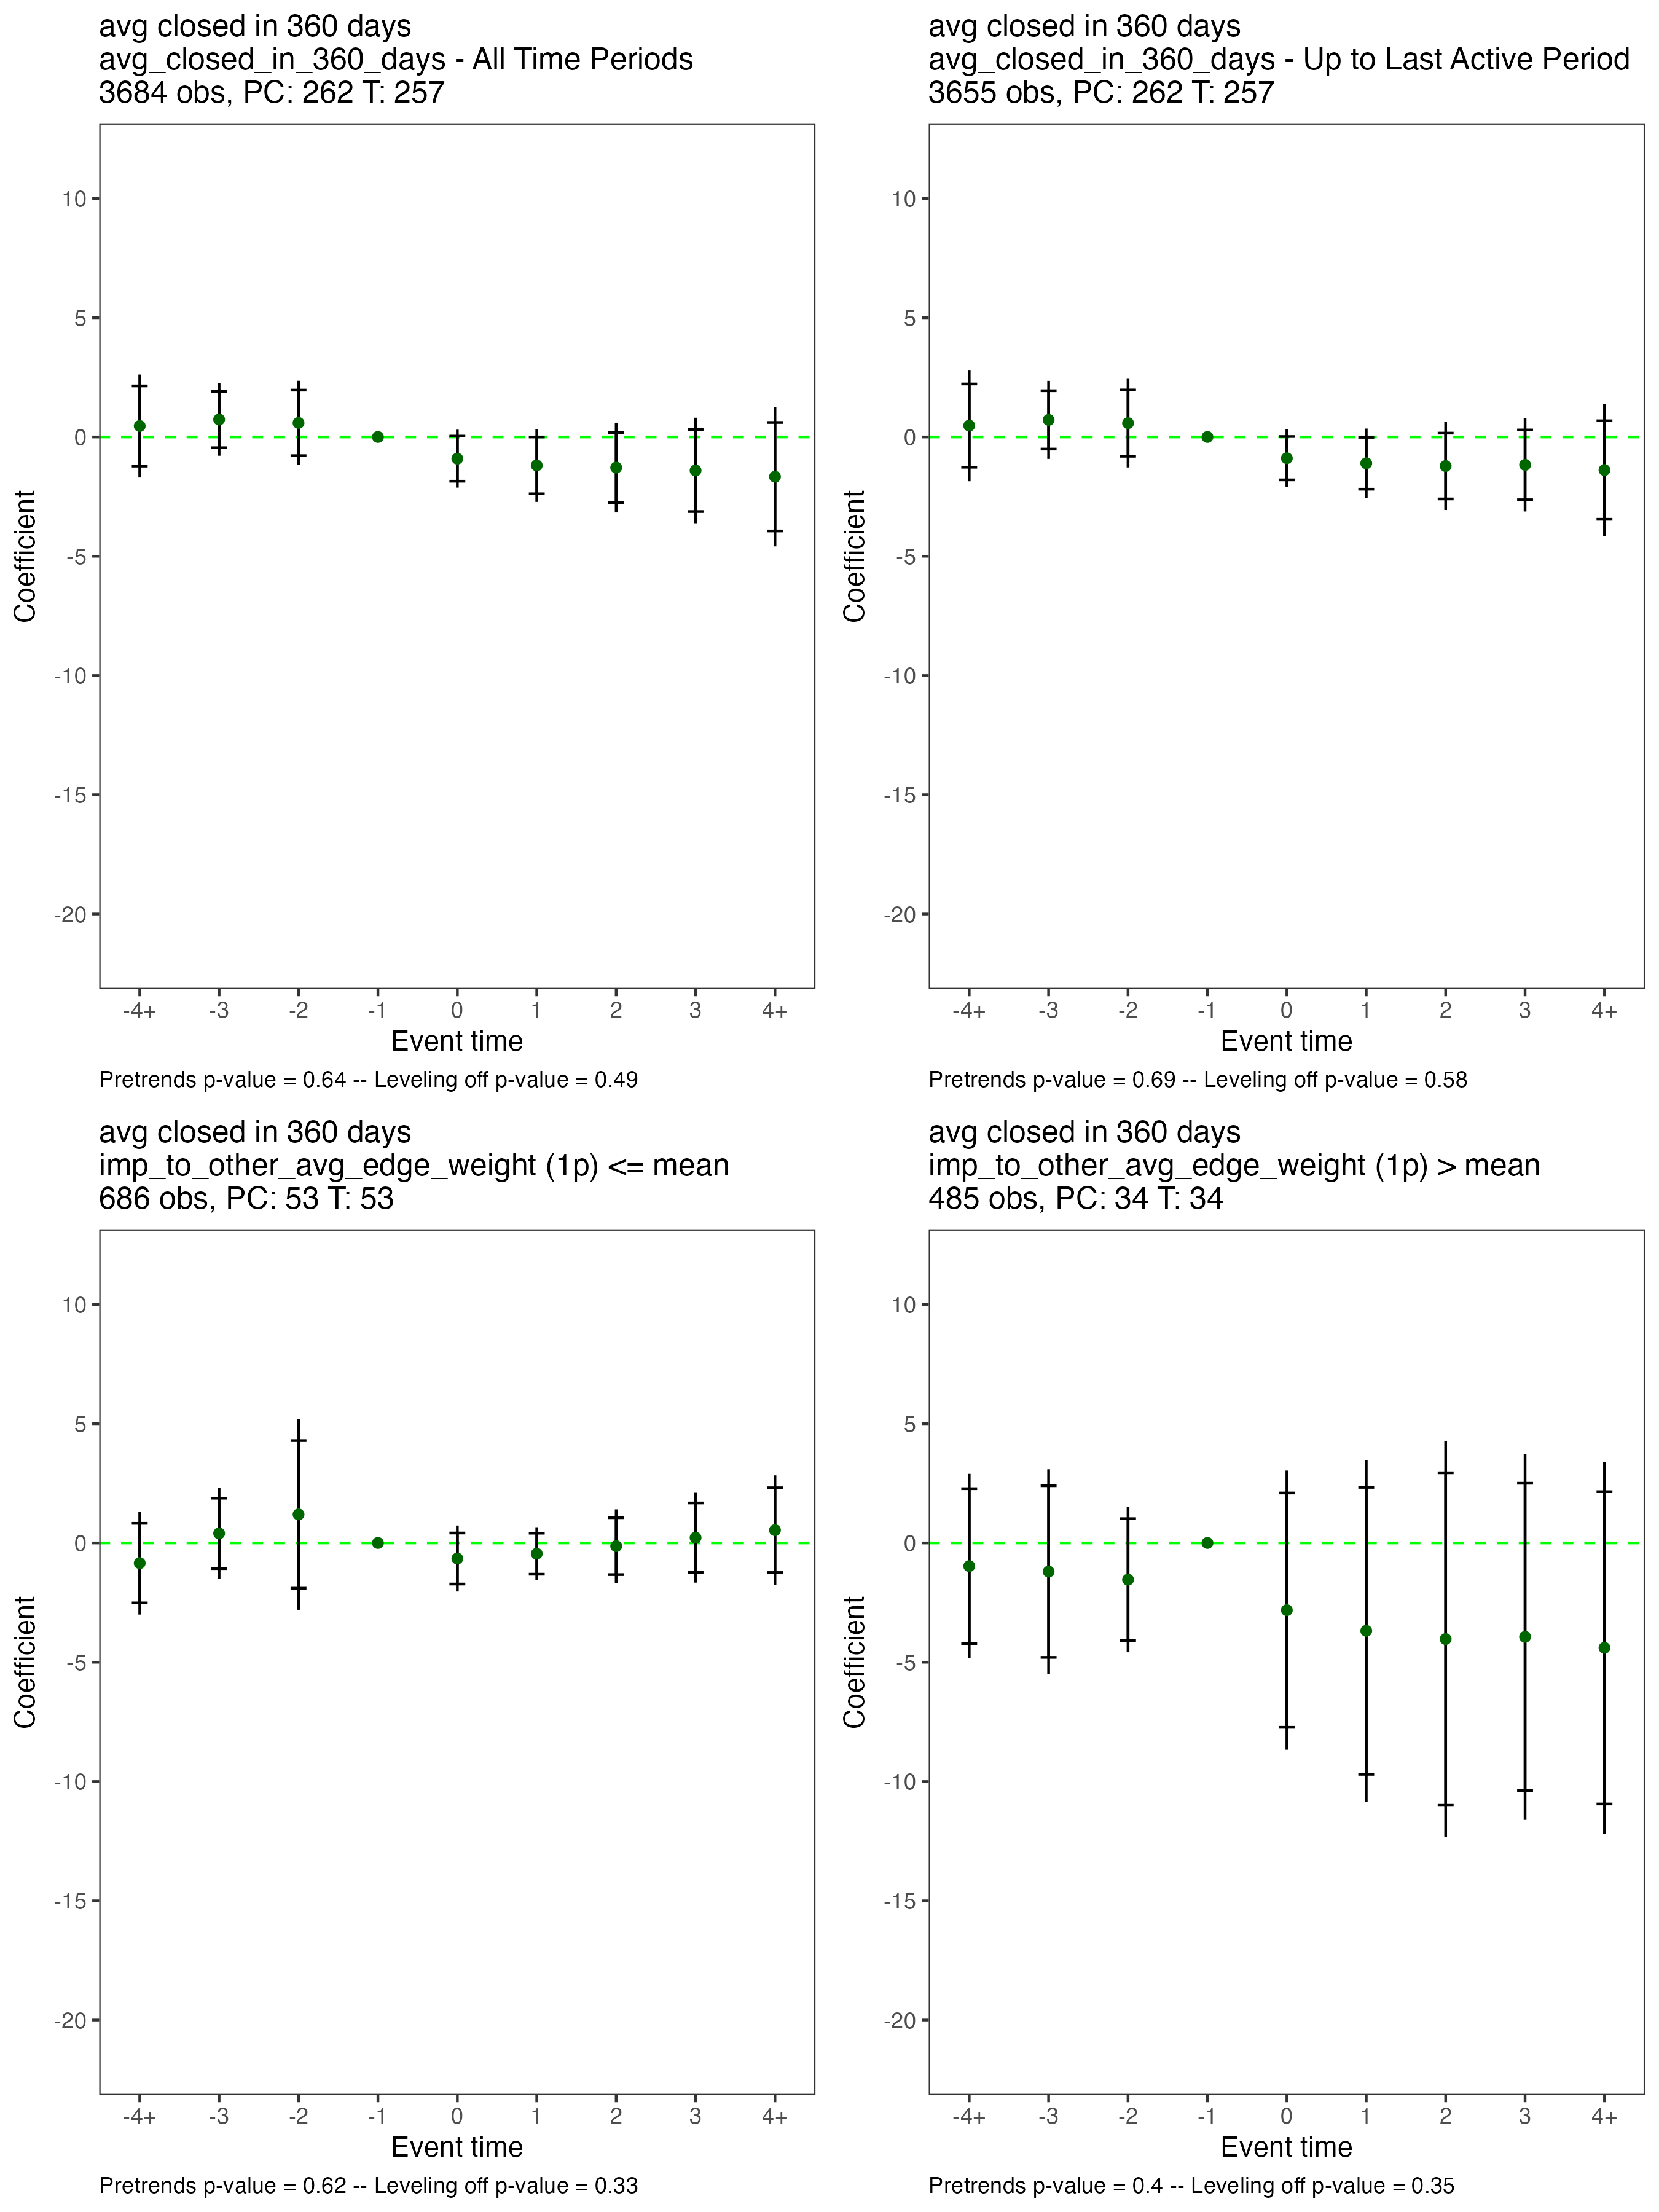 avg closed in 360 days
avg_closed_in_360_days - All Time Periods
3684 obs, PC: 262 T: 257
10
5
0
-5
-10
-15
-20
Coefficient
-4+ -3 -2 -1 0 1 2 3 4+
Event time
Pretrends p-value = 0.64 -- Leveling off p-value = 0.49
avg closed in 360 days
avg_closed_in_360_days - Up to Last Active Period
3655 obs, PC: 262 T: 257
10
5
0
-5
-10
-15
-20
Coefficient
-4+ -3 -2 -1 0 1 2 3 4+
Event time
Pretrends p-value = 0.69 -- Leveling off p-value = 0.58
avg closed in 360 days
imp_to_other_avg_edge_weight (1p) <= mean
686 obs, PC: 53 T: 53
10
5
0
-5
-10
-15
-20
Coefficient
-4+ -3 -2 -1 0 1 2 3 4+
Event time
Pretrends p-value = 0.62 -- Leveling off p-value = 0.33
avg closed in 360 days
imp_to_other_avg_edge_weight (1p) > mean
485 obs, PC: 34 T: 34
10
5
0
-5
-10
-15
-20
Coefficient
-4+ -3 -2 -1 0 1 2 3 4+
Event time
Pretrends p-value = 0.4 -- Leveling off p-value = 0.35